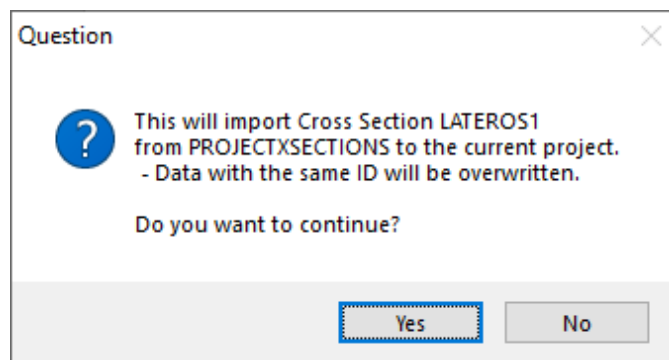 Question
This will import Cross Section LATEROS1
from PROJECTXSECTIONS to the current project.
- Data with the same ID will be overwritten.
Do you want to continue?
Yes
No